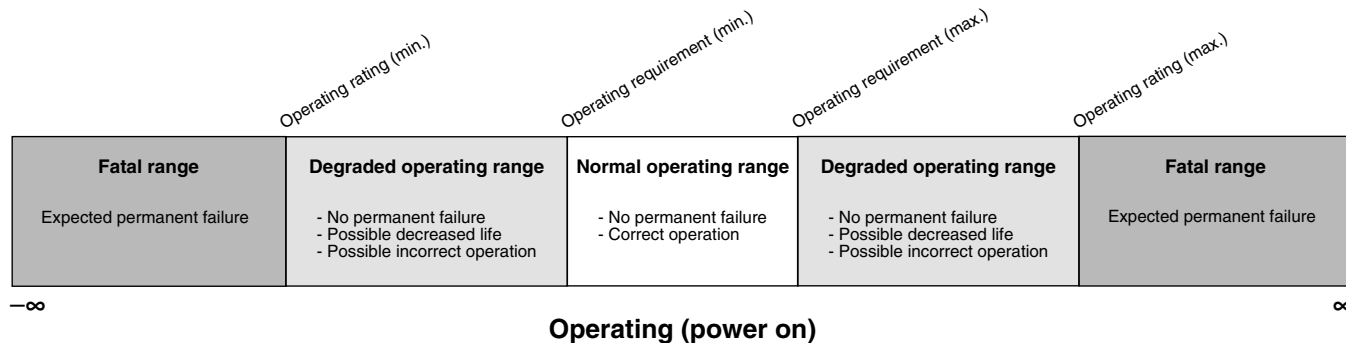 Operating rating (min.)
Operating requirement (min.)
Operating requirement (max.)
Operating rating (max.)
Fatal range
Expected permanent failure
Degraded operating range
- No permanent failure
- Possible decreased life
- Possible incorrect operation
Normal operating range
- No permanent failure
- Correct operation
Degraded operating range
- No permanent failure
- Possible decreased life
- Possible incorrect operation
Fatal range
Expected permanent failure
–∞
∞
Operating (power on)